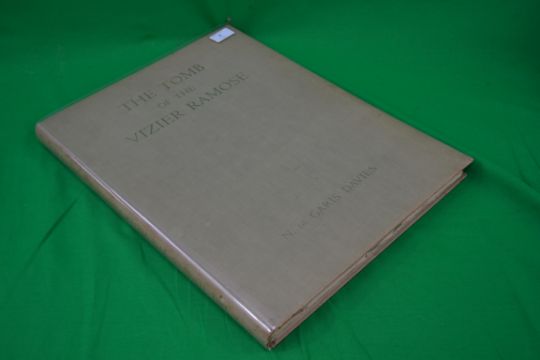 THE TOMB
OF THE
VIZIER RAMOSE
N. DE GARIS DAVIES